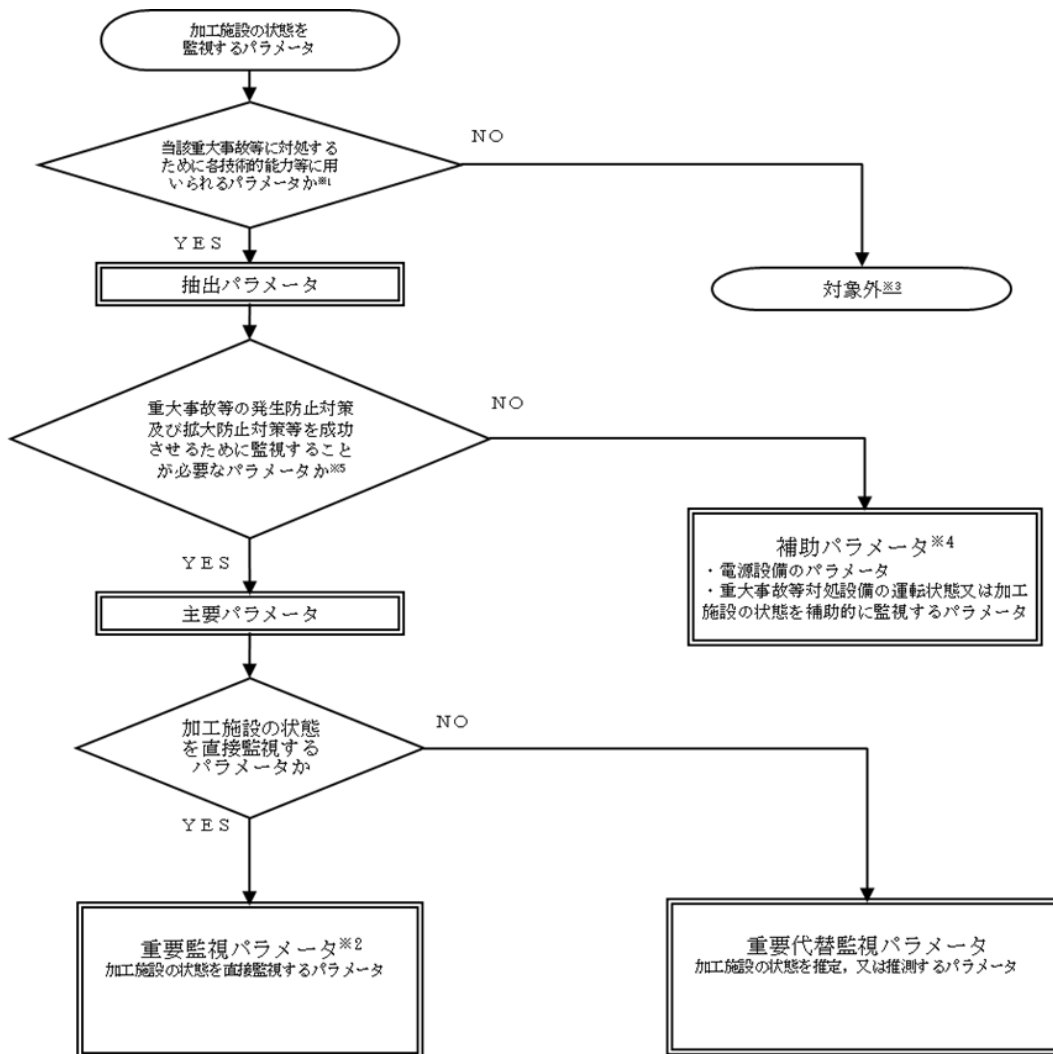 加工施設の状態を
監視するパラメータ
当該重大事故等に対処する
ために各技術的能力等に用
いられるパラメータか※1
NO
YES
抽出パラメータ
対象外※3
重大事故等の発生防止対策
及び拡大防止対策等を成功
させるために監視すること
が必要なパラメータか※5
NO
YES
補助パラメータ※4
・電源設備のパラメータ
・重大事故等対処設備の運転状態又は加工
施設の状態を補助的に監視するパラメータ
主要パラメータ
加工施設の状態
を直接監視する
パラメータか
NO
YES
重要監視パラメータ※2
加工施設の状態を直接監視するパラメータ
重要代替監視パラメータ
加工施設の状態を推定，又は推測するパラメータ